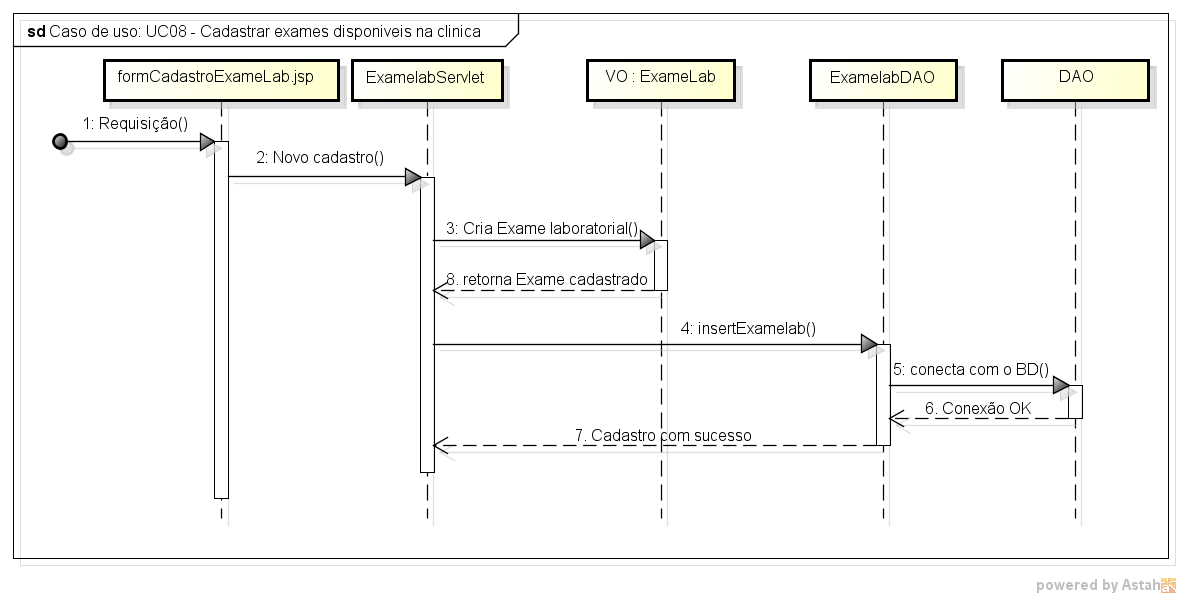 sd Caso de uso: UC08 - Cadastrar exames disponiveis na clinica
formCadastroExameLab.jsp
ExamelabServlet
VO : ExameLab
ExamelabDAO
DAO
1: Requisição()
2: Novo cadastro()
3: Cria Exame laboratorial()
8. retorna Exame cadastrado
4: insertExamelab()
5: conecta com o BD()
6. Conexão OK
7. Cadastro com sucesso
powered by Astah